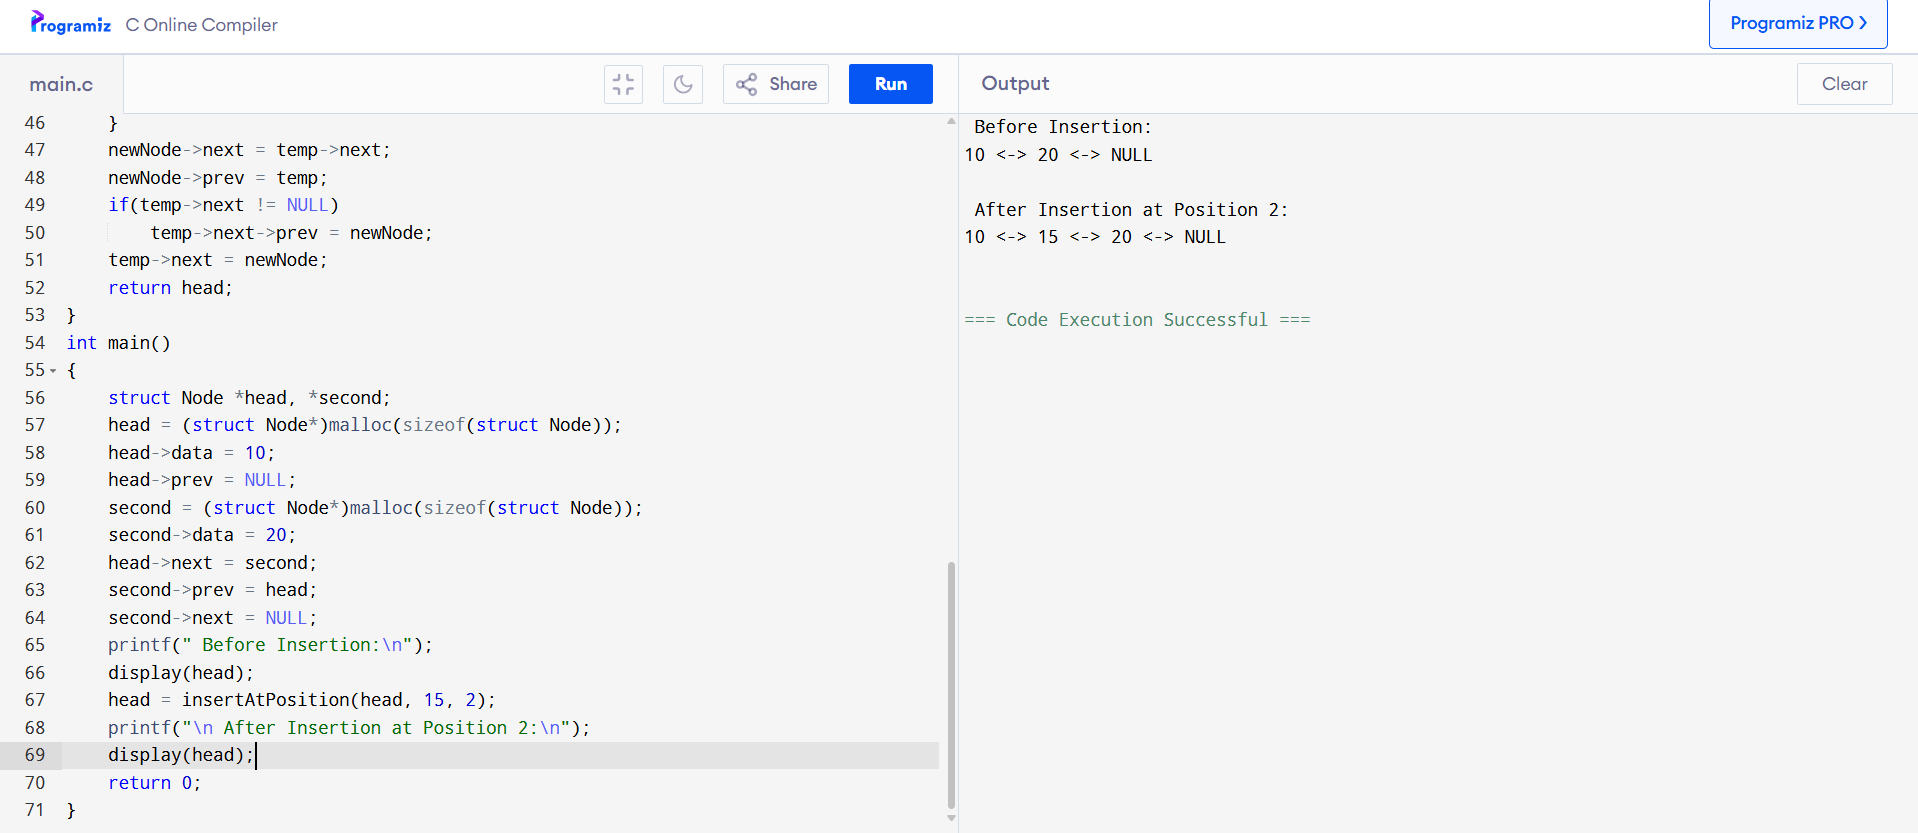 Programiz C Online Compiler
Programiz PRO
main.c
Share
Run
Output
Clear
46     }
47     newNode->next = temp->next;
48     newNode->prev = temp;
49     if(temp->next != NULL)
50         temp->next->prev = newNode;
51     temp->next = newNode;
52     return head;
53 }
54 int main()
55 {
56     struct Node *head, *second;
57     head = (struct Node*)malloc(sizeof(struct Node));
58     head->data = 10;
59     head->prev = NULL;
60     second = (struct Node*)malloc(sizeof(struct Node));
61     second->data = 20;
62     head->next = second;
63     second->prev = head;
64     second->next = NULL;
65     printf(" Before Insertion:\n");
66     display(head);
67     head = insertAtPosition(head, 15, 2);
68     printf("\n After Insertion at Position 2:\n");
69     display(head);
70     return 0;
71 }
Before Insertion:
10 <-> 20 <-> NULL
After Insertion at Position 2:
10 <-> 15 <-> 20 <-> NULL
=== Code Execution Successful ===